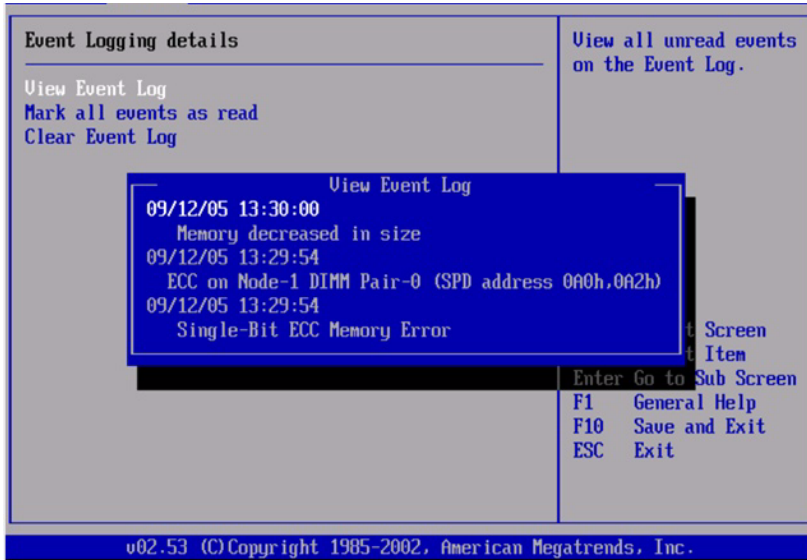 Event Logging details
View Event Log
Mark all events as read
Clear Event Log
View all unread events
on the Event Log.
View Event Log
09/12/05 13:30:00
Memory decreased in size
09/12/05 13:29:54
ECC on Node-1 DIMM Pair-0 (SPD address 0A0h,0A2h)
09/12/05 13:29:54
Single-Bit ECC Memory Error
t Screen
t Item
Enter Go to Sub Screen
F1 General Help
F10 Save and Exit
ESC Exit
v02.53 (C)Copyright 1985-2002, American Megatrends, Inc.